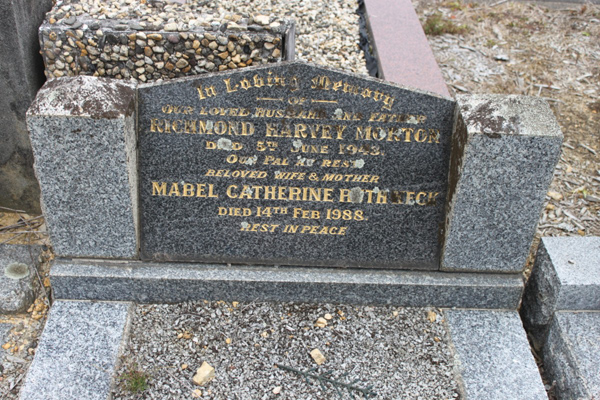 In Loving Memory
OF
OUR LOVED HUSBAND AND FATHER
RICHMOND HARVEY MORTON
DIED 5TH JUNE 1943.
OUR PAL AT REST
BELOVED WIFE & MOTHER
MABEL CATHERINE
DIED 14TH FEB 1988.
REST IN PEACE